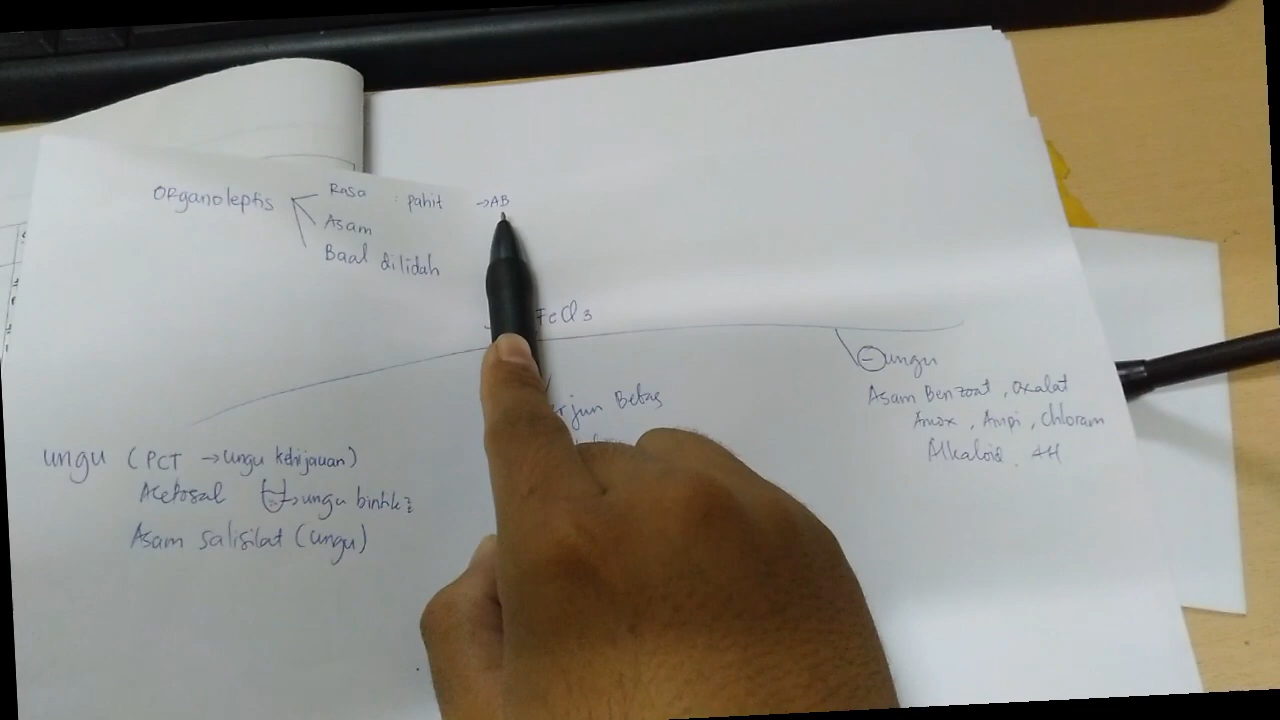 Organoleptis Rasa : pahit →AB
Asam
Baal dilidah
FeCl3
⊖ungu
Asam Benzoat, oxalat
Amox, Ampi, Chloram
Alkaloid, AH
Betas
ungu (PCT →ungu kehijauan)
Acetosal → ungu bintik2
Asam salisilat (ungu)